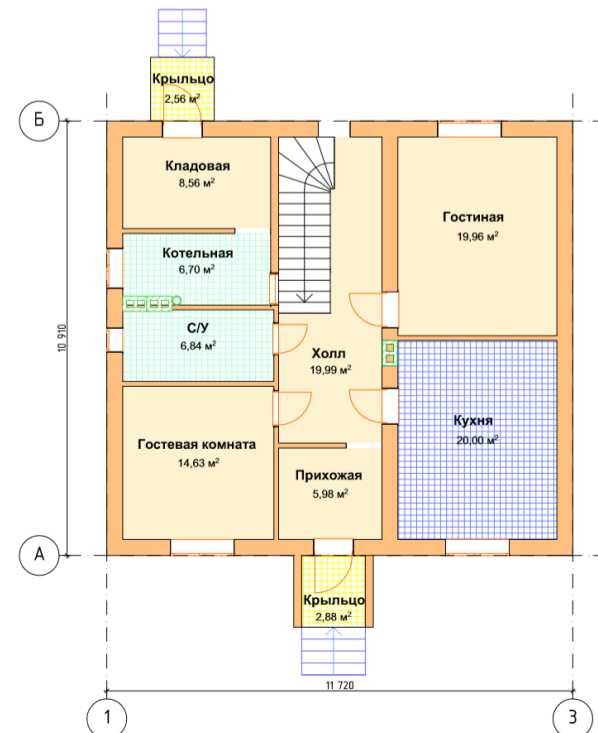 Крыльцо
2,56 м²
Б
Кладовая
8,56 м²
Гостиная
19,96 м²
Котельная
6,70 м²
С/У
6,84 м²
Холл
19,99 м²
10 910
Кухня
20,00 м²
Гостевая комната
14,63 м²
Прихожая
5,98 м²
А
Крыльцо
2,88 м²
11 720
1
3